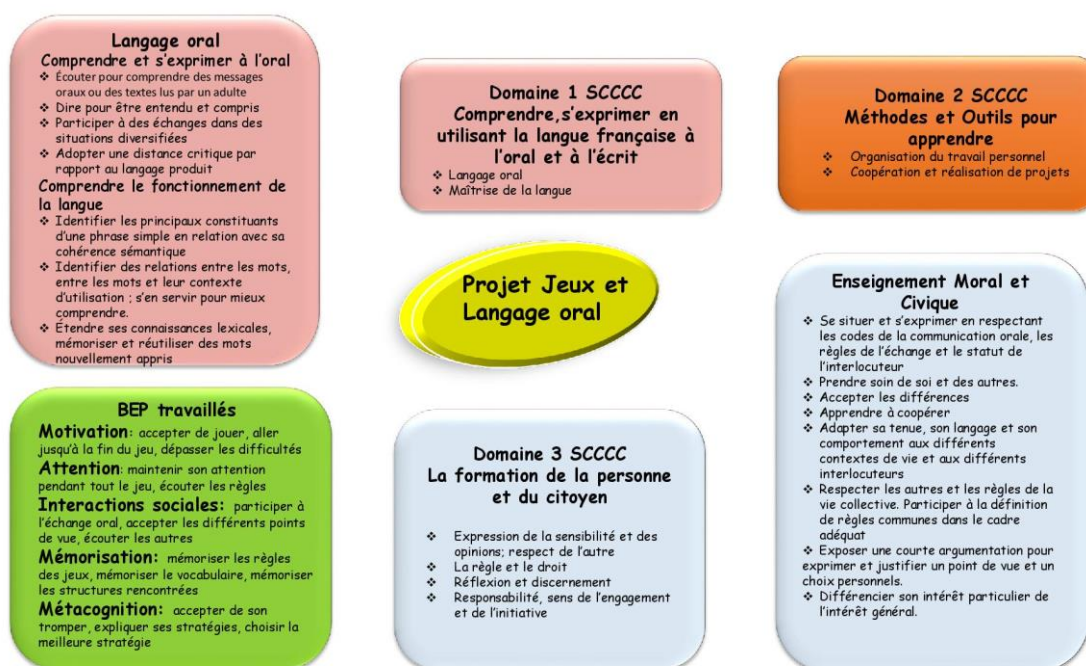 Langage oral
Comprendre et s'exprimer à l'oral
❖ Écouter pour comprendre des messages
oraux ou des textes lus par un adulte
❖ Dire pour être entendu et compris
❖ Participer à des échanges dans des
situations diversifiées
❖ Adopter une distance critique par
rapport au langage produit
Comprendre le fonctionnement de
la langue
❖ Identifier les principaux constituants
d'une phrase simple en relation avec sa
cohérence sémantique
❖ Identifier des relations entre les mots,
entre les mots et leur contexte
d'utilisation ; s'en servir pour mieux
comprendre.
❖ Étendre ses connaissances lexicales,
mémoriser et réutiliser des mots
nouvellement appris
Domaine 1 SCCCC
Comprendre,s'exprimer en
utilisant la langue française à
l'oral et à l'écrit
❖ Langage oral
❖ Maîtrise de la langue
Domaine 2 SCCCC
Méthodes et Outils pour
apprendre
❖ Organisation du travail personnel
❖ Coopération et réalisation de projets
Projet Jeux et
Langage oral
BEP travaillés
Motivation: accepter de jouer, aller
jusqu'à la fin du jeu, dépasser les difficultés
Attention: maintenir son attention
pendant tout le jeu, écouter les règles
Interactions sociales: participer à
l'échange oral, accepter les différents points
de vue, écouter les autres
Mémorisation: mémoriser les règles
des jeux, mémoriser le vocabulaire, mémoriser
les structures rencontrées
Métacognition: accepter de son
tromper, expliquer ses stratégies, choisir la
meilleure stratégie
Domaine 3 SCCCC
La formation de la personne
et du citoyen
❖ Expression de la sensibilité et des
opinions; respect de l'autre
❖ La règle et le droit
❖ Réflexion et discernement
❖ Responsabilité, sens de l'engagement
et de l'initiative
Enseignement Moral et
Civique
❖ Se situer et s'exprimer en respectant
les codes de la communication orale, les
règles de l'échange et le statut de
l'interlocuteur
❖ Prendre soin de soi et des autres.
❖ Accepter les différences
❖ Apprendre à coopérer
❖ Adapter sa tenue, son langage et son
comportement aux différents
contextes de vie et aux différents
interlocuteurs
❖ Respecter les autres et les règles de la
vie collective. Participer à la définition
de règles communes dans le cadre
adéquat
❖ Exposer une courte argumentation pour
exprimer et justifier un point de vue et un
choix personnels.
❖ Différencier son intérêt particulier de
l'intérêt général.